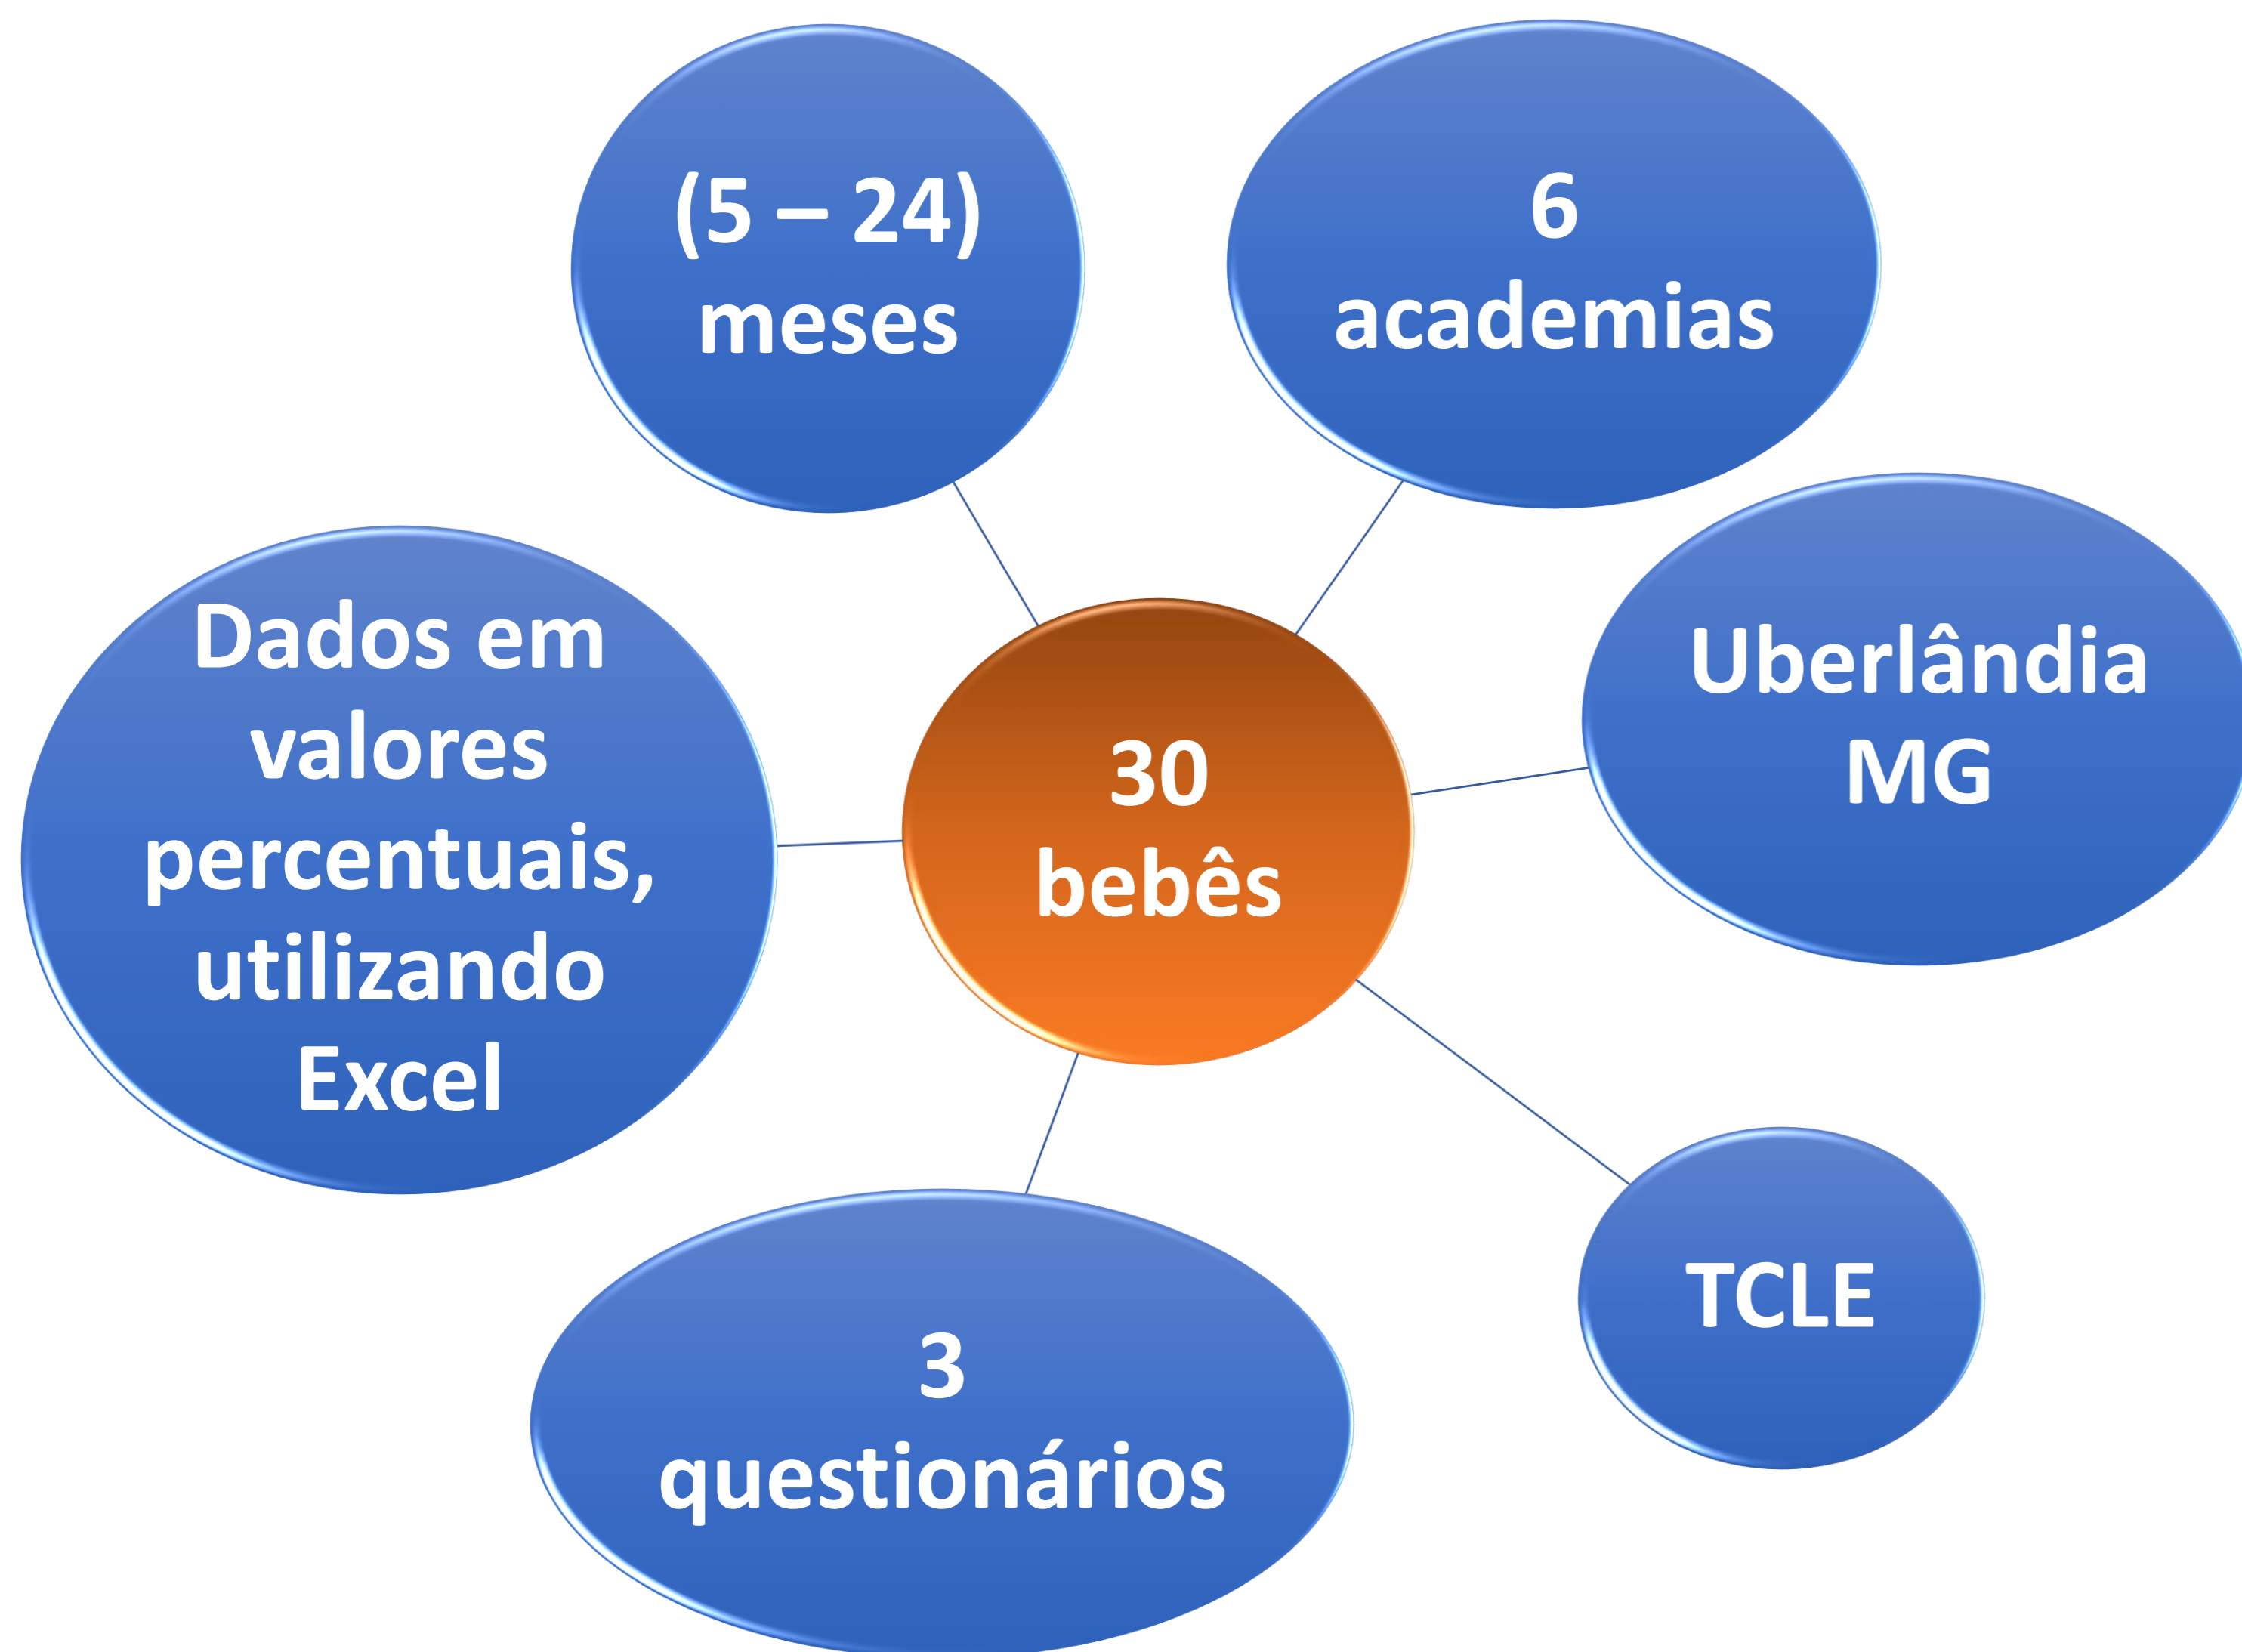 (5 – 24)
meses
6
academias
Uberlândia
MG
Dados em
valores
percentuais,
utilizando
Excel
30
bebês
TCLE
3
questionários